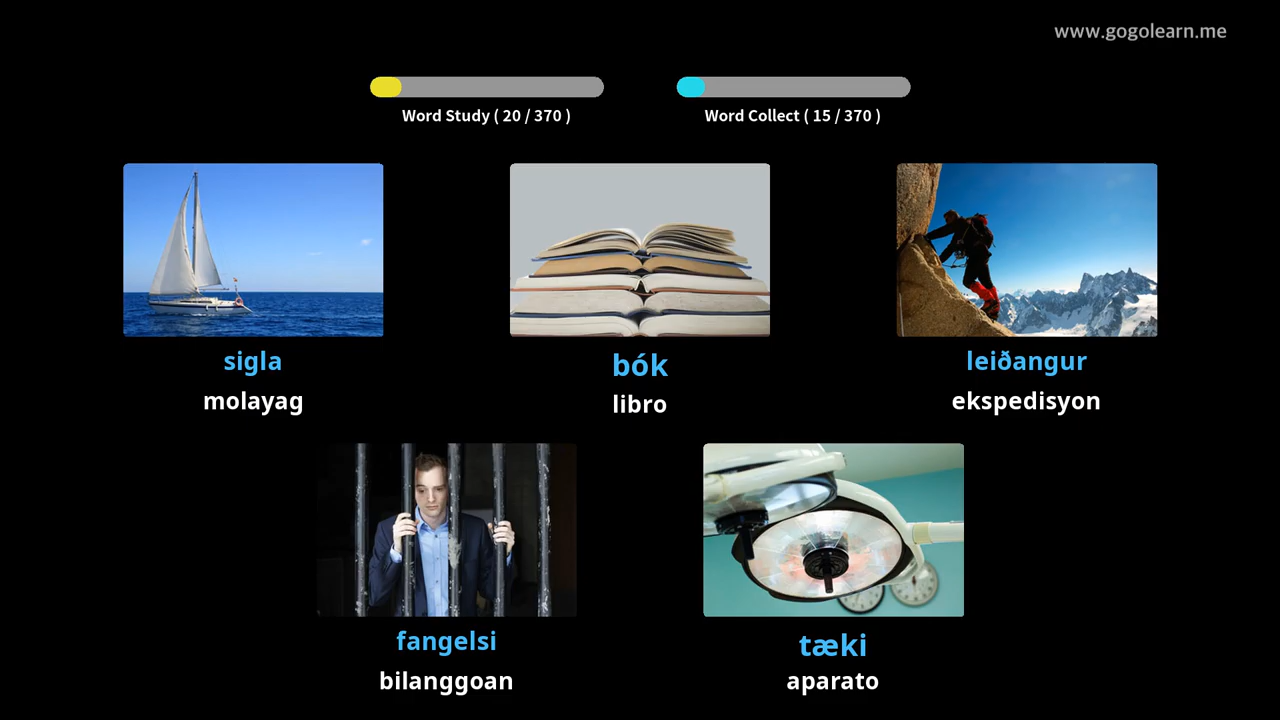 www.gogolearn.me
Word Study ( 20 / 370 )
Word Collect ( 15 / 370 )
sigla
molayag
bók
libro
leiðangur
ekspedisyon
fangelsi
bilanggoan
tæki
aparato